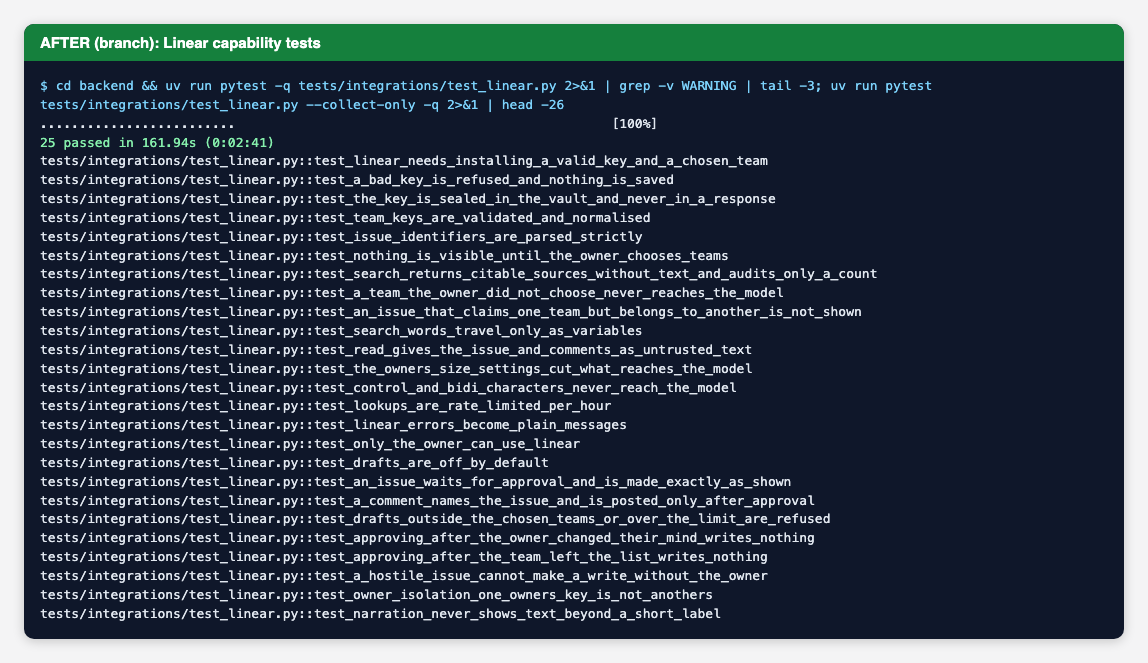 AFTER (branch): Linear capability tests
$ cd backend && uv run pytest -q tests/integrations/test_linear.py 2>&1 | grep -v WARNING | tail -3; uv run pytest
tests/integrations/test_linear.py --collect-only -q 2>&1 | head -26
......................... [100%]
25 passed in 161.94s (0:02:41)
tests/integrations/test_linear.py::test_linear_needs_installing_a_valid_key_and_a_chosen_team
tests/integrations/test_linear.py::test_a_bad_key_is_refused_and_nothing_is_saved
tests/integrations/test_linear.py::test_the_key_is_sealed_in_the_vault_and_never_in_a_response
tests/integrations/test_linear.py::test_team_keys_are_validated_and_normalised
tests/integrations/test_linear.py::test_issue_identifiers_are_parsed_strictly
tests/integrations/test_linear.py::test_nothing_is_visible_until_the_owner_chooses_teams
tests/integrations/test_linear.py::test_search_returns_citable_sources_without_text_and_audits_only_a_count
tests/integrations/test_linear.py::test_a_team_the_owner_did_not_choose_never_reaches_the_model
tests/integrations/test_linear.py::test_an_issue_that_claims_one_team_but_belongs_to_another_is_not_shown
tests/integrations/test_linear.py::test_search_words_travel_only_as_variables
tests/integrations/test_linear.py::test_read_gives_the_issue_and_comments_as_untrusted_text
tests/integrations/test_linear.py::test_the_owners_size_settings_cut_what_reaches_the_model
tests/integrations/test_linear.py::test_control_and_bidi_characters_never_reach_the_model
tests/integrations/test_linear.py::test_lookups_are_rate_limited_per_hour
tests/integrations/test_linear.py::test_linear_errors_become_plain_messages
tests/integrations/test_linear.py::test_only_the_owner_can_use_linear
tests/integrations/test_linear.py::test_drafts_are_off_by_default
tests/integrations/test_linear.py::test_an_issue_waits_for_approval_and_is_made_exactly_as_shown
tests/integrations/test_linear.py::test_a_comment_names_the_issue_and_is_posted_only_after_approval
tests/integrations/test_linear.py::test_drafts_outside_the_chosen_teams_or_over_the_limit_are_refused
tests/integrations/test_linear.py::test_approving_after_the_owner_changed_their_mind_writes_nothing
tests/integrations/test_linear.py::test_approving_after_the_team_left_the_list_writes_nothing
tests/integrations/test_linear.py::test_a_hostile_issue_cannot_make_a_write_without_the_owner
tests/integrations/test_linear.py::test_owner_isolation_one_owners_key_is_not_anothers
tests/integrations/test_linear.py::test_narration_never_shows_text_beyond_a_short_label